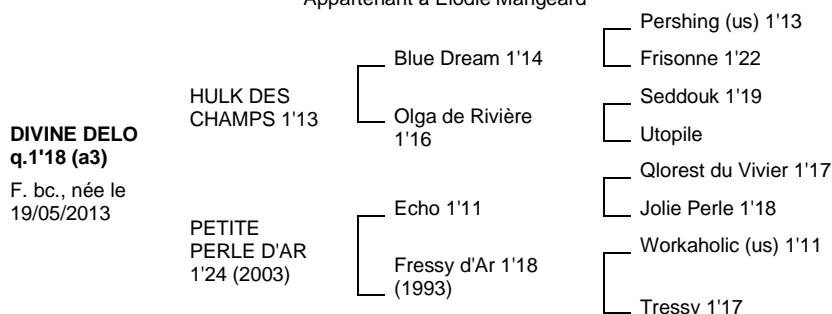 Appartenant à Elodie Mangeard
Pershing (us) 1'13
Blue Dream 1'14
Frisonne 1'22
HULK DES
CHAMPS 1'13
Seddouk 1'19
Olga de Rivière
1'16
Utopile
DIVINE DELO
q.1'18 (a3)
F. bc., née le
19/05/2013
Qlorest du Vivier 1'17
Echo 1'11
Jolie Perle 1'18
PETITE
PERLE D'AR
1'24 (2003)
Workaholic (us) 1'11
Fressy d'Ar 1'18
(1993)
Tressy 1'17